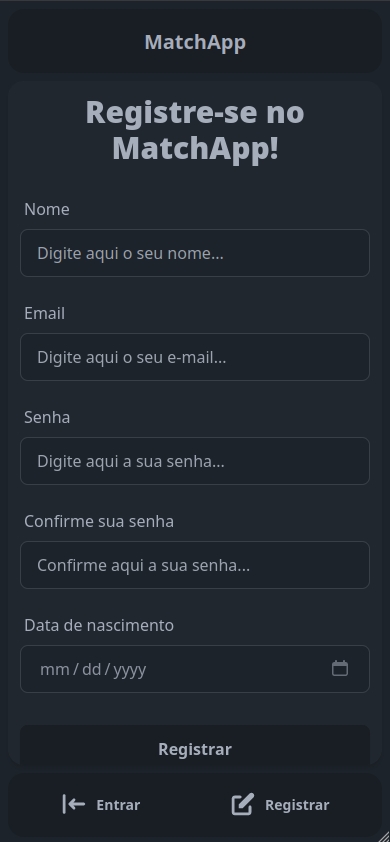 MatchApp
Registre-se no
MatchApp!
Nome
Digite aqui o seu nome...
Email
Digite aqui o seu e-mail...
Senha
Digite aqui a sua senha...
Confirme sua senha
Confirme aqui a sua senha...
Data de nascimento
mm/dd/yyyy
Registrar
Entrar
Registrar